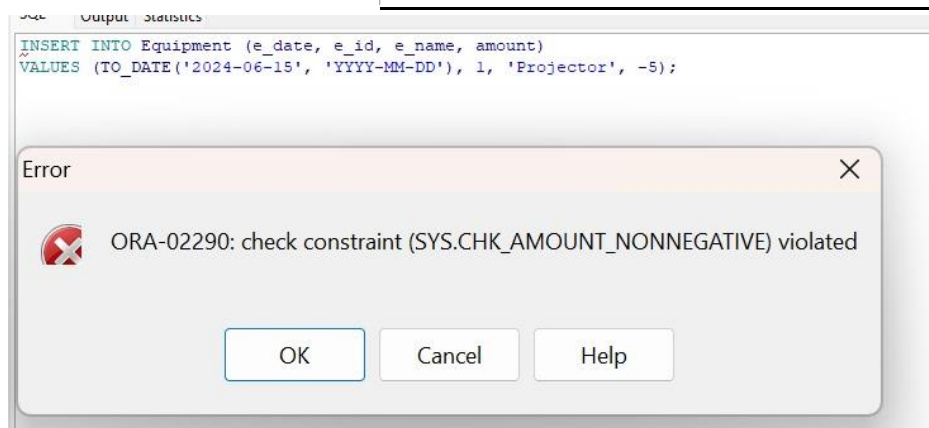 SQL Output Statistics
INSERT INTO Equipment (e_date, e_id, e_name, amount)
VALUES (TO_DATE('2024-06-15', 'YYYY-MM-DD'), 1, 'Projector', -5);
Error
ORA-02290: check constraint (SYS.CHK_AMOUNT_NONNEGATIVE) violated
OK Cancel Help